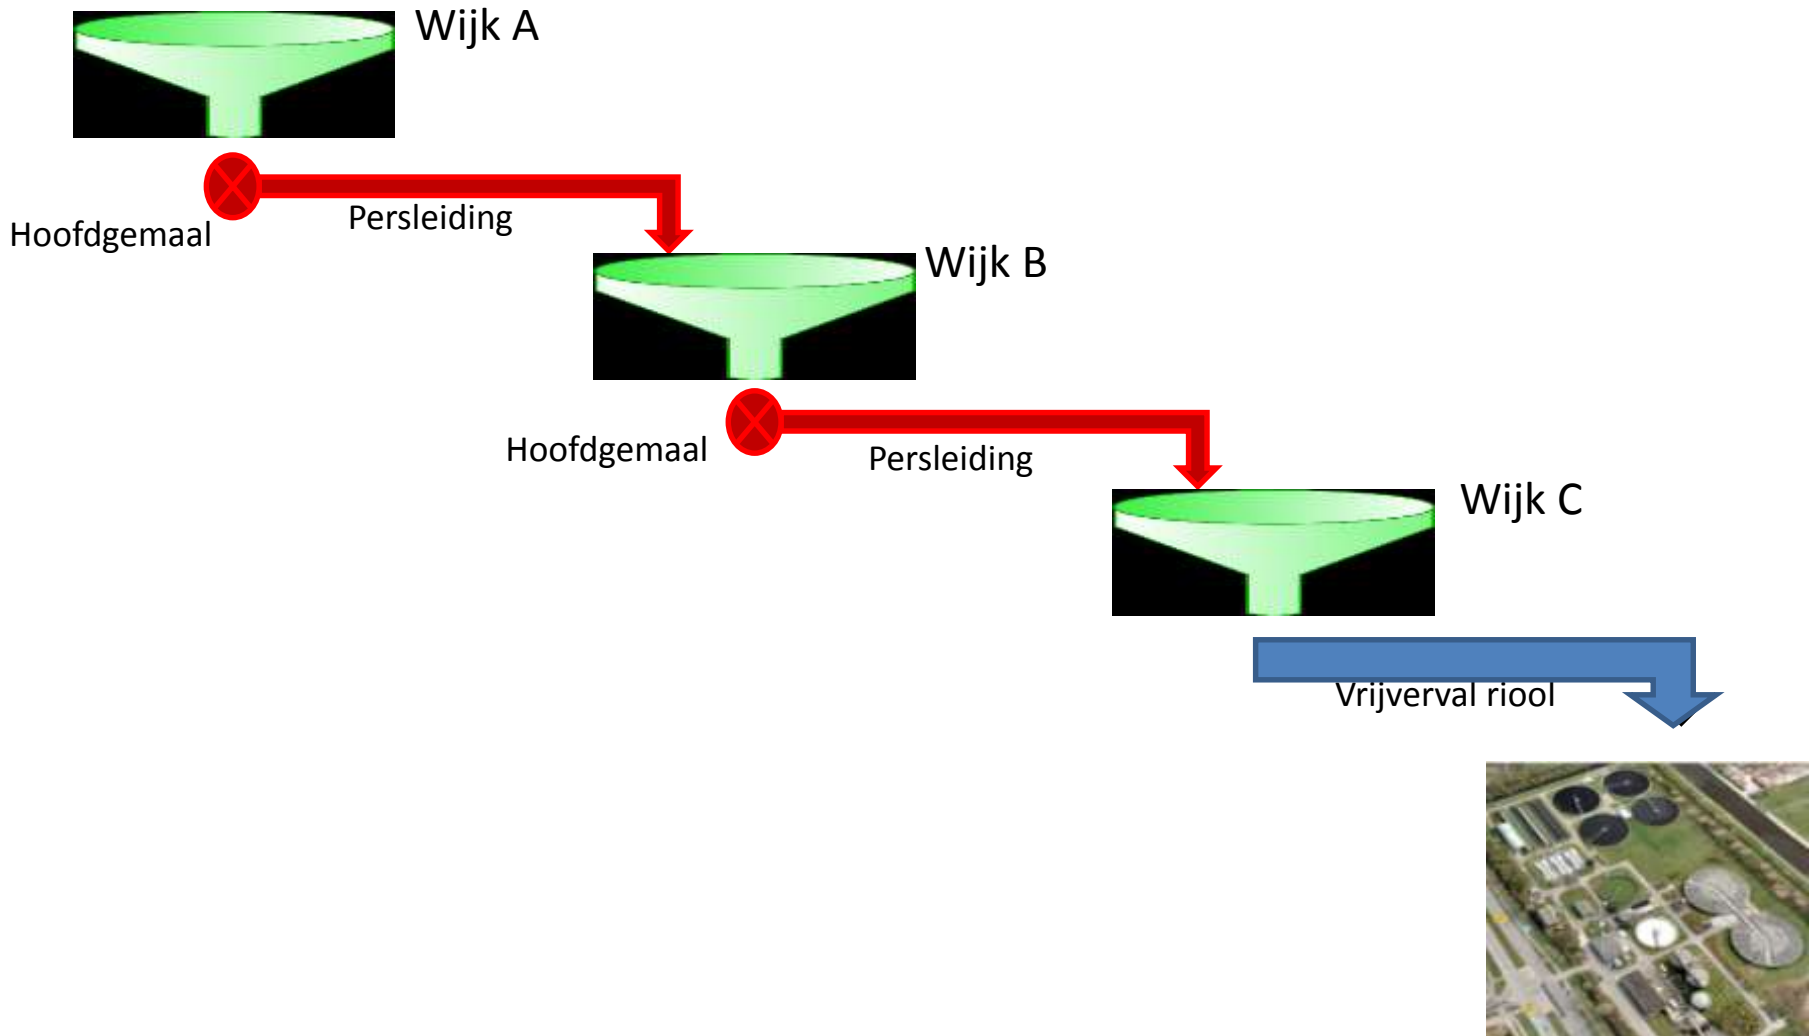 Wijk A
Persleiding
Hoofdgemaal
Wijk B
Hoofdgemaal
Persleiding
Wijk C
Vrijverval riool